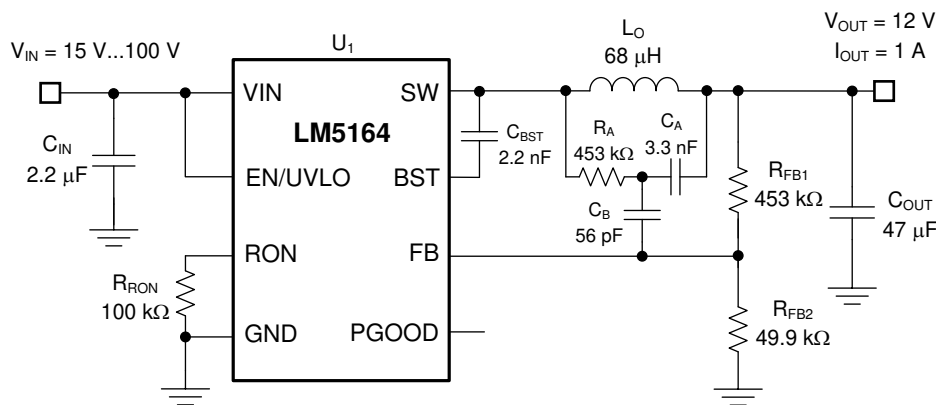 V_IN = 15 V...100 V
C_IN
2.2 μF
R_RON
100 kΩ
U₁
LM5164
VIN
EN/UVLO
RON
GND
SW
BST
FB
PGOOD
C_BST
2.2 nF
L_O
68 μH
R_A
453 kΩ
C_A
3.3 nF
C_B
56 pF
R_FB1
453 kΩ
R_FB2
49.9 kΩ
V_OUT = 12 V
I_OUT = 1 A
C_OUT
47 μF